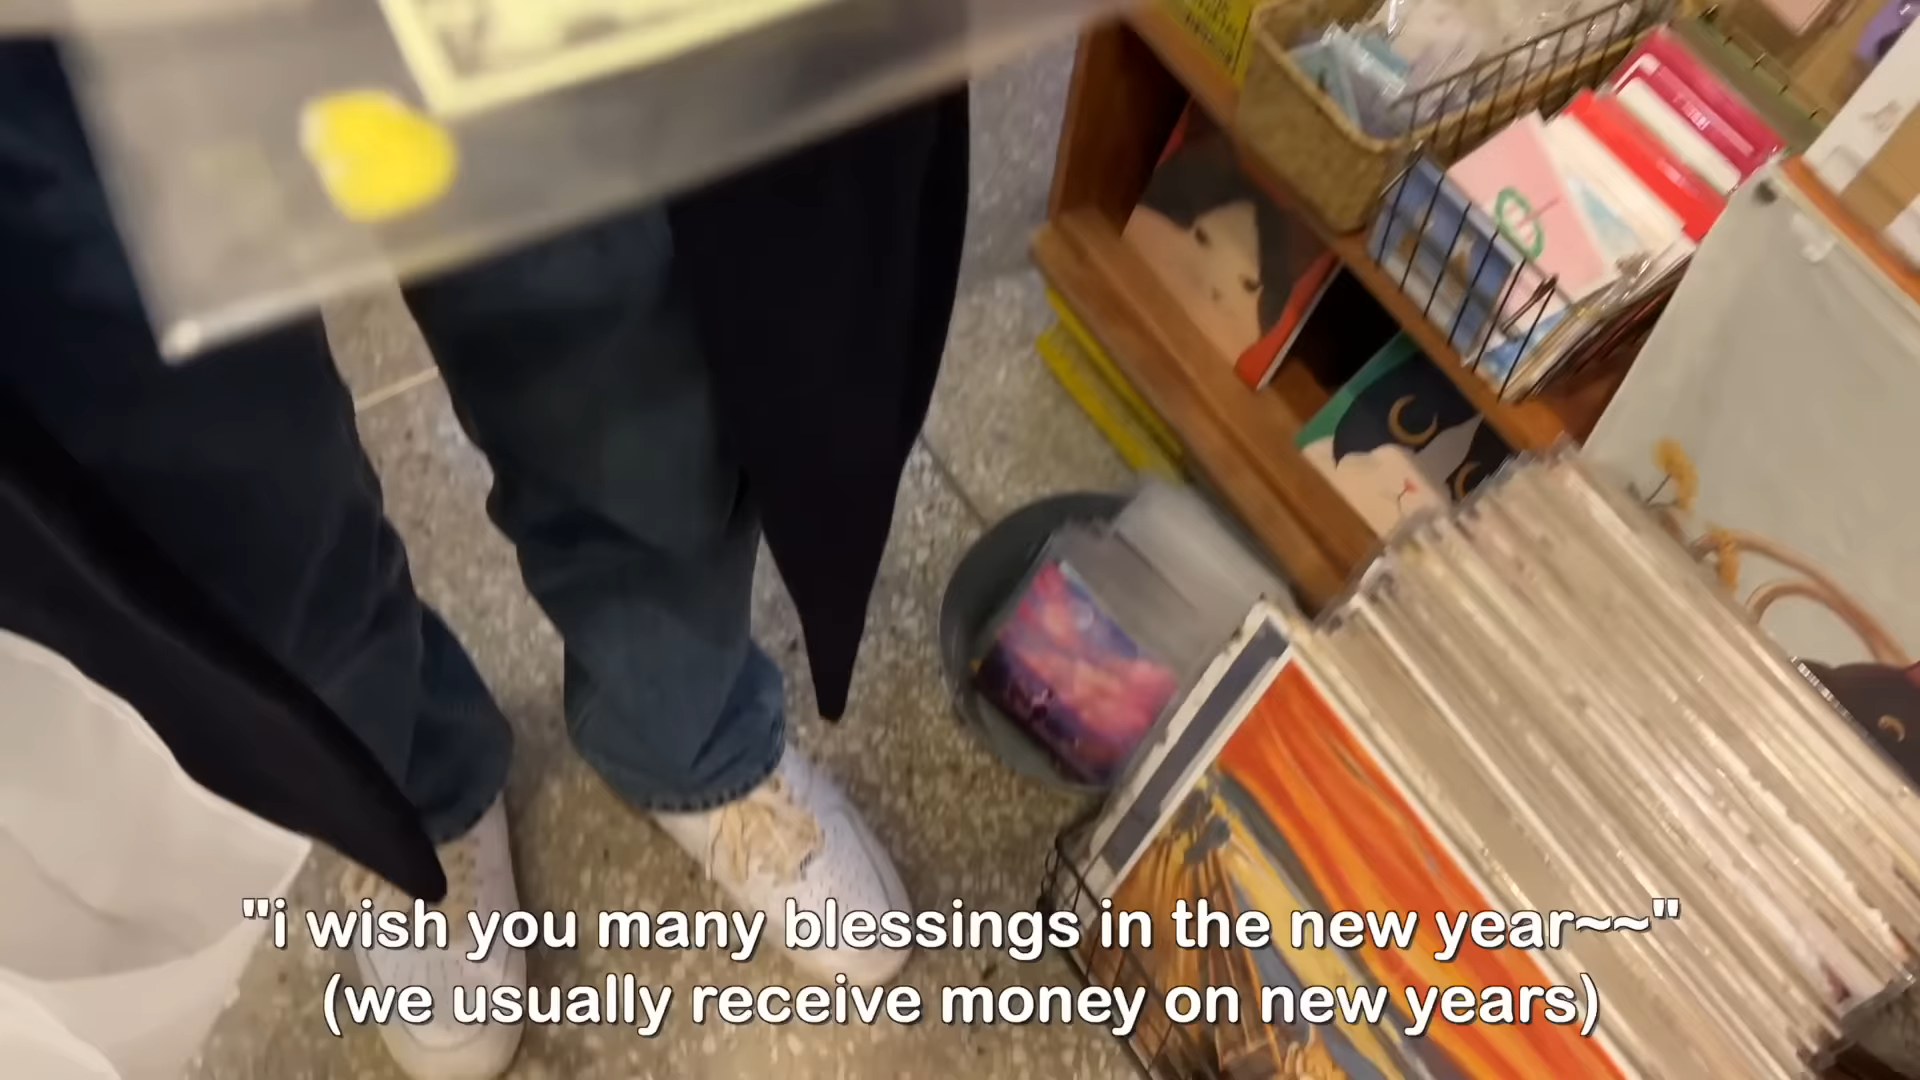 "i wish you many blessings in the new year~~"
(we usually receive money on new years)